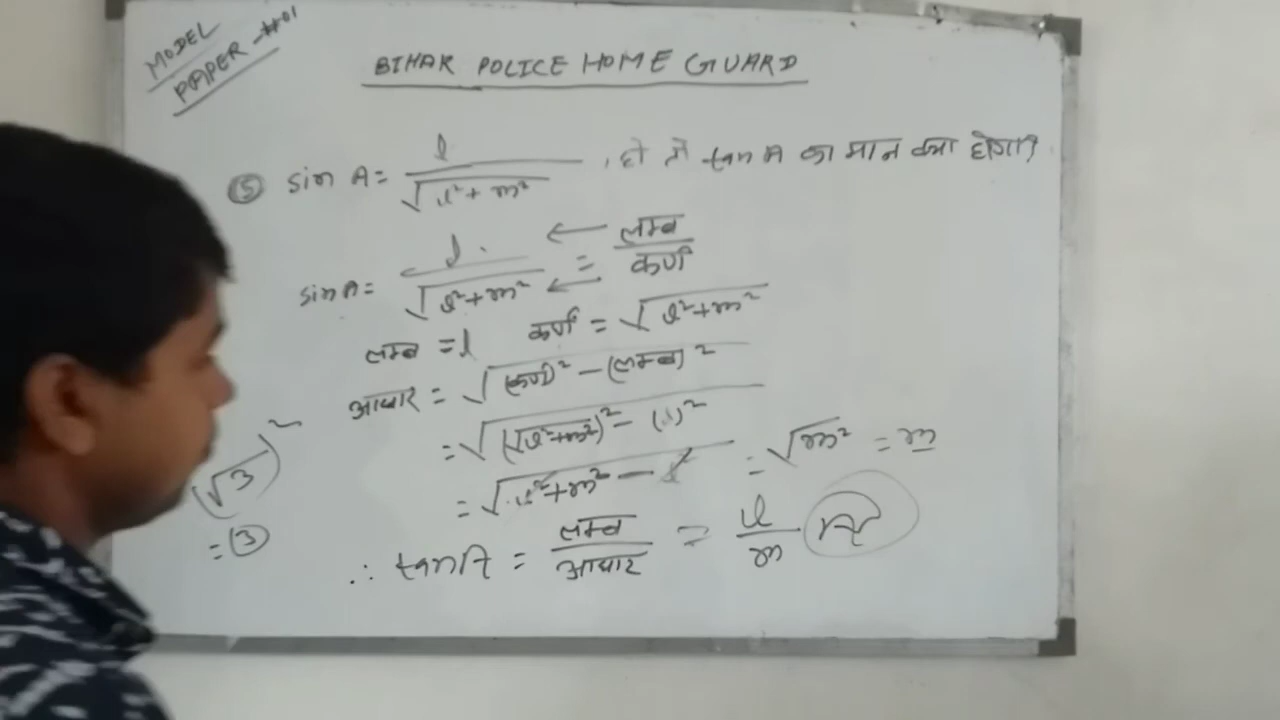 MODEL
PAPER-#01
BIHAR POLICE HOME GUARD
⑤ sin A = l/√(l²+m²) , हो तो tan A का मान क्या होगा?
sin A = l/√(l²+m²) = लम्ब/कर्ण
लम्ब = l कर्ण = √(l²+m²)
आधार = √((कर्ण)² - (लम्ब)²)
= √((√(l²+m²))² - (l)²)
= √(l²+m² - l²) = √m² = m
(√3)²
= ③
∴ tan A = लम्ब/आधार = l/m